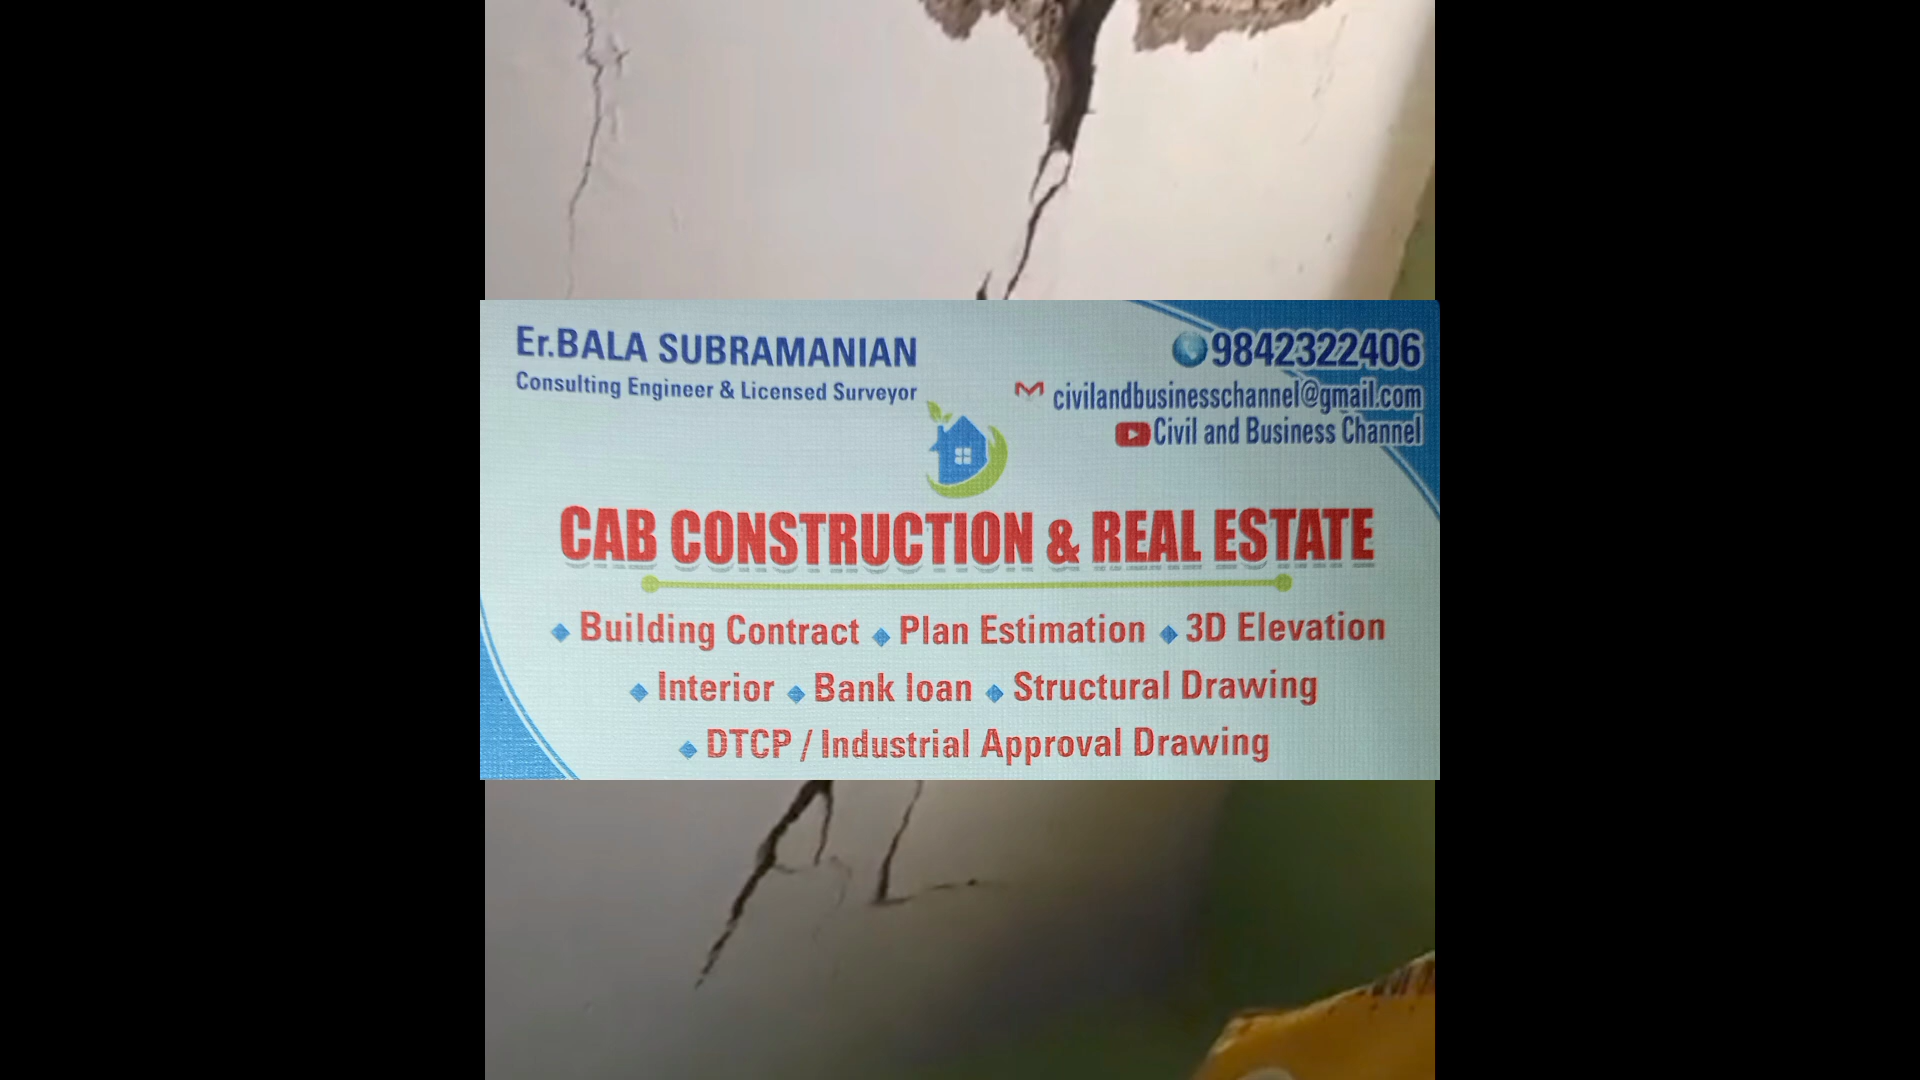 Er.BALA SUBRAMANIAN
Consulting Engineer & Licensed Surveyor
9842322406
civilandbusinesschannel@gmail.com
Civil and Business Channel
CAB CONSTRUCTION & REAL ESTATE
Building Contract Plan Estimation 3D Elevation
Interior Bank loan Structural Drawing
DTCP / Industrial Approval Drawing